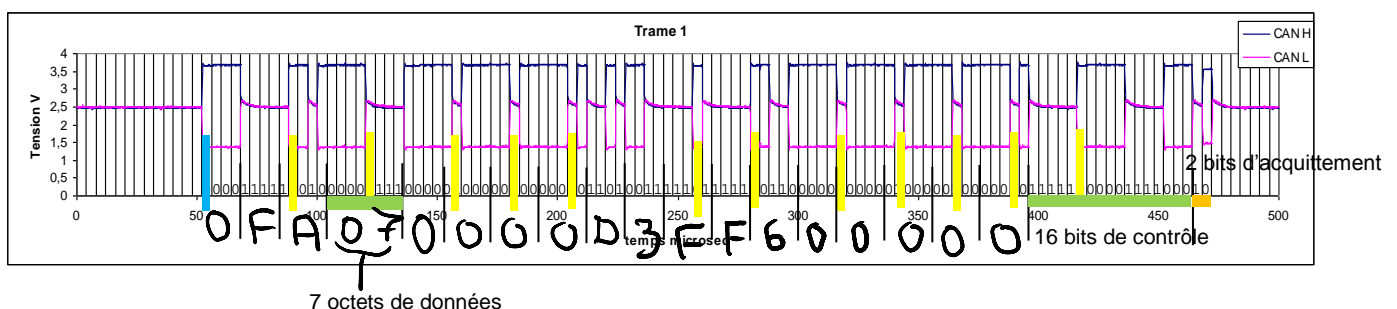 Trame 1
CAN H
CAN L
4
3,5
3
2,5
2
1,5
1
0,5
0
Tension V
2 bits d'acquittement
0 50 100 150 200 250 300 350 400 450 500
temps microsec
0 F A 0 7 0 0 0 0 D 3 F F 6 0 0 0 0 0
16 bits de contrôle
7 octets de données